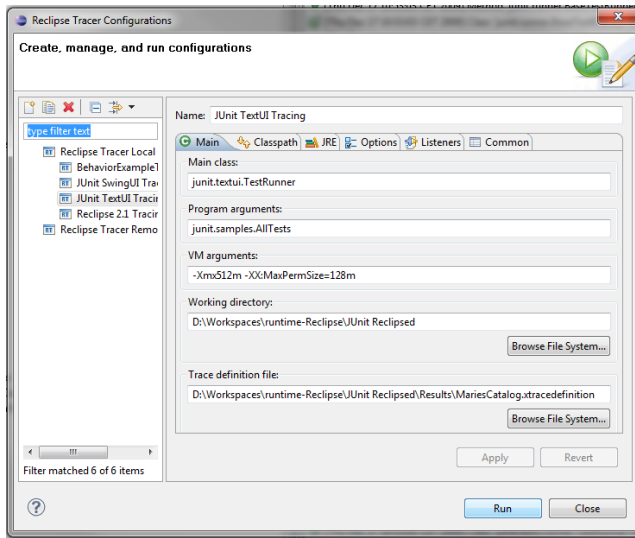 Reclipse Tracer Configurations
Create, manage, and run configurations
type filter text
Reclipse Tracer Local
BehaviorExampleT
JUnit SwingUI Tra
JUnit TextUI Tracin
Reclipse 2.1 Tracir
Reclipse Tracer Remo
Filter matched 6 of 6 items
Name: JUnit TextUI Tracing
Main Classpath JRE Options Listeners Common
Main class:
junit.textui.TestRunner
Program arguments:
junit.samples.AllTests
VM arguments:
-Xmx512m -XX:MaxPermSize=128m
Working directory:
D:\Workspaces\runtime-Reclipse\JUnit Reclipsed
Browse File System...
Trace definition file:
D:\Workspaces\runtime-Reclipse\JUnit Reclipsed\Results\MariesCatalog.xtracedefinition
Browse File System...
Apply Revert
Run Close